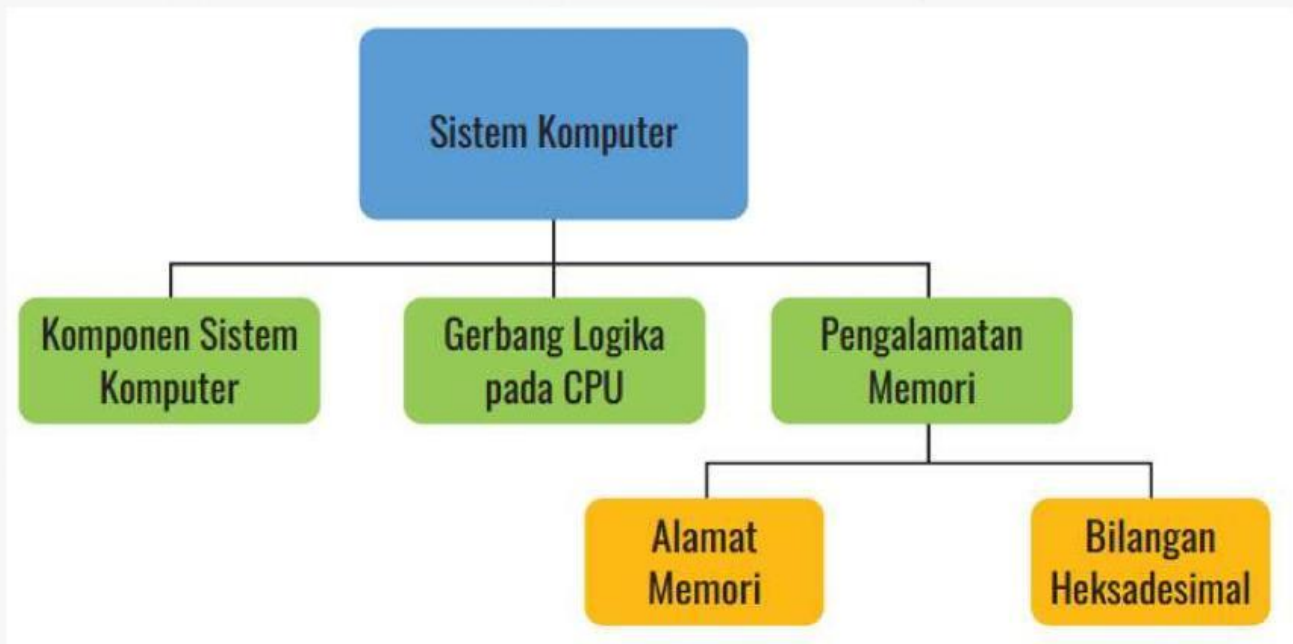 Sistem Komputer
Komponen Sistem
Komputer
Gerbang Logika
pada CPU
Pengalamatan
Memori
Alamat
Memori
Bilangan
Heksadesimal